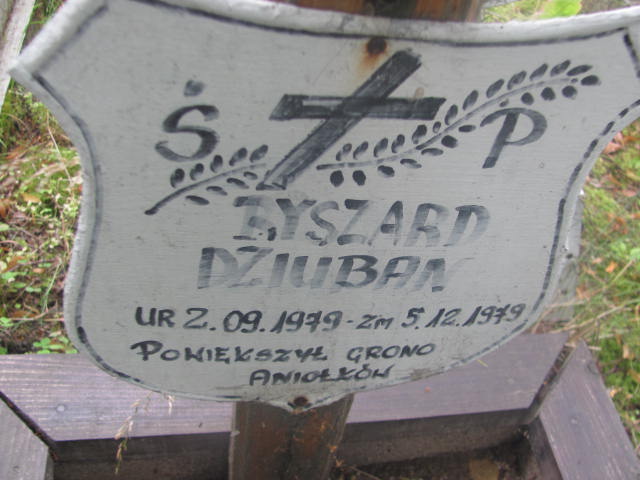 Ś P
RYSZARD
DZIUBAN
UR 2.09.1979 - ZM 5.12.1979
POWIĘKSZYŁ GRONO
ANIOŁKÓW